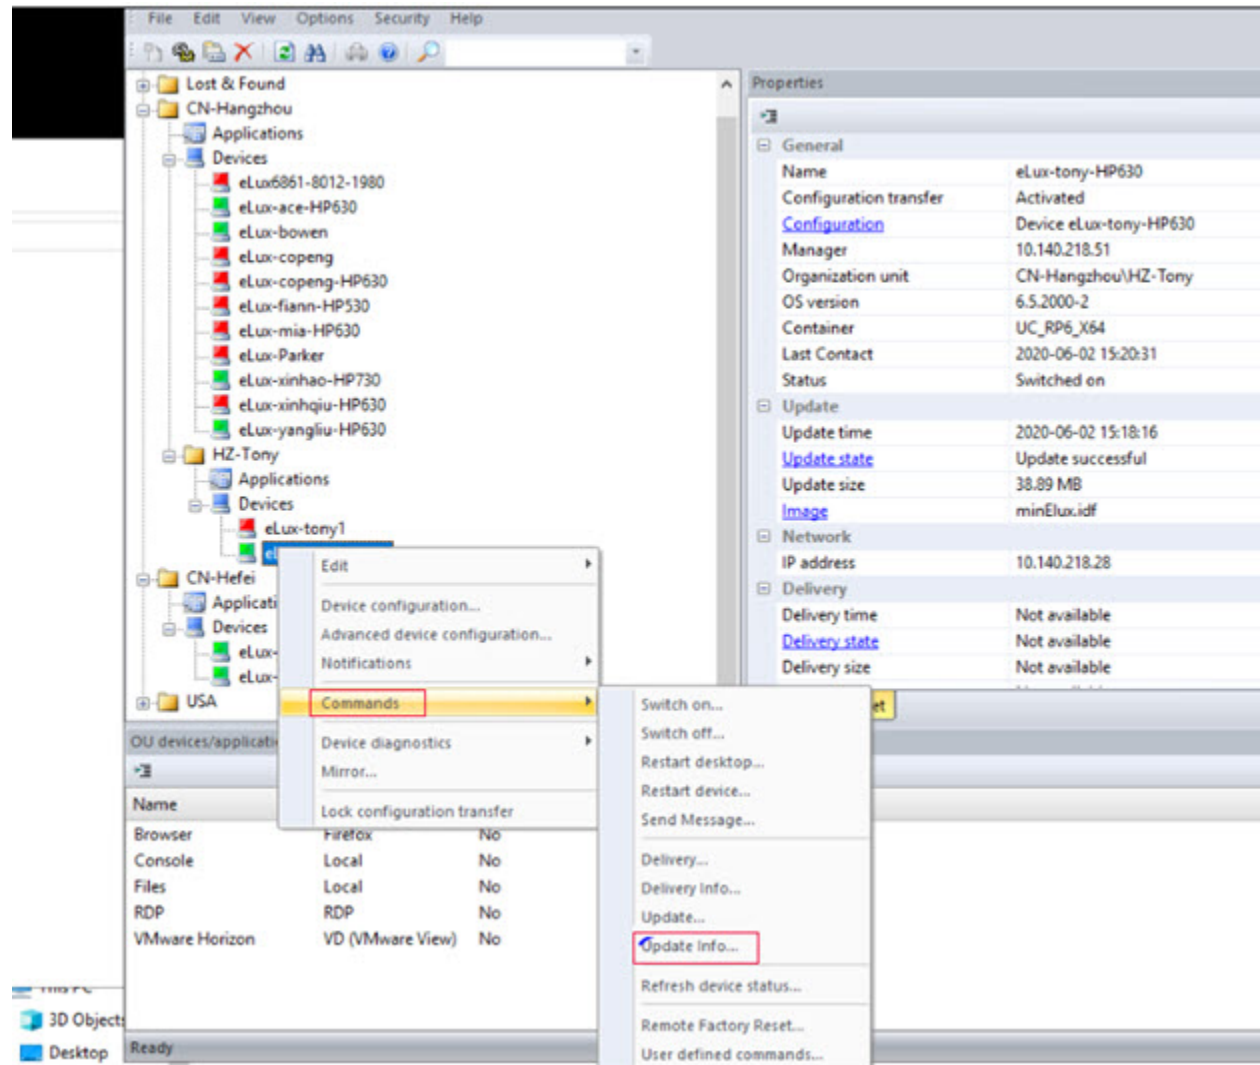 File Edit View Options Security Help
Lost & Found
CN-Hangzhou
Applications
Devices
eLux6861-8012-1980
eLux-ace-HP630
eLux-bowen
eLux-copeng
eLux-copeng-HP630
eLux-fiann-HP530
eLux-mia-HP630
eLux-Parker
eLux-xinhao-HP730
eLux-xinhqiu-HP630
eLux-yangliu-HP630
HZ-Tony
Applications
Devices
eLux-tony1
el
CN-Hefei
Applicati
Devices
eLux-
eLux-
USA
Edit
Device configuration...
Advanced device configuration...
Notifications
Commands
Device diagnostics
Mirror...
Lock configuration transfer
Switch on...
Switch off...
Restart desktop...
Restart device...
Send Message...
Delivery...
Delivery Info...
Update...
Update Info...
Refresh device status...
Remote Factory Reset...
User defined commands...
Properties
General
Name eLux-tony-HP630
Configuration transfer Activated
Configuration Device eLux-tony-HP630
Manager 10.140.218.51
Organization unit CN-Hangzhou\HZ-Tony
OS version 6.5.2000-2
Container UC_RP6_X64
Last Contact 2020-06-02 15:20:31
Status Switched on
Update
Update time 2020-06-02 15:18:16
Update state Update successful
Update size 38.89 MB
Image minElux.idf
Network
IP address 10.140.218.28
Delivery
Delivery time Not available
Delivery state Not available
Delivery size Not available
et
OU devices/applicati
Name
Browser Firefox No
Console Local No
Files Local No
RDP RDP No
VMware Horizon VD (VMware View) No
This PC
3D Objects
Desktop
Ready